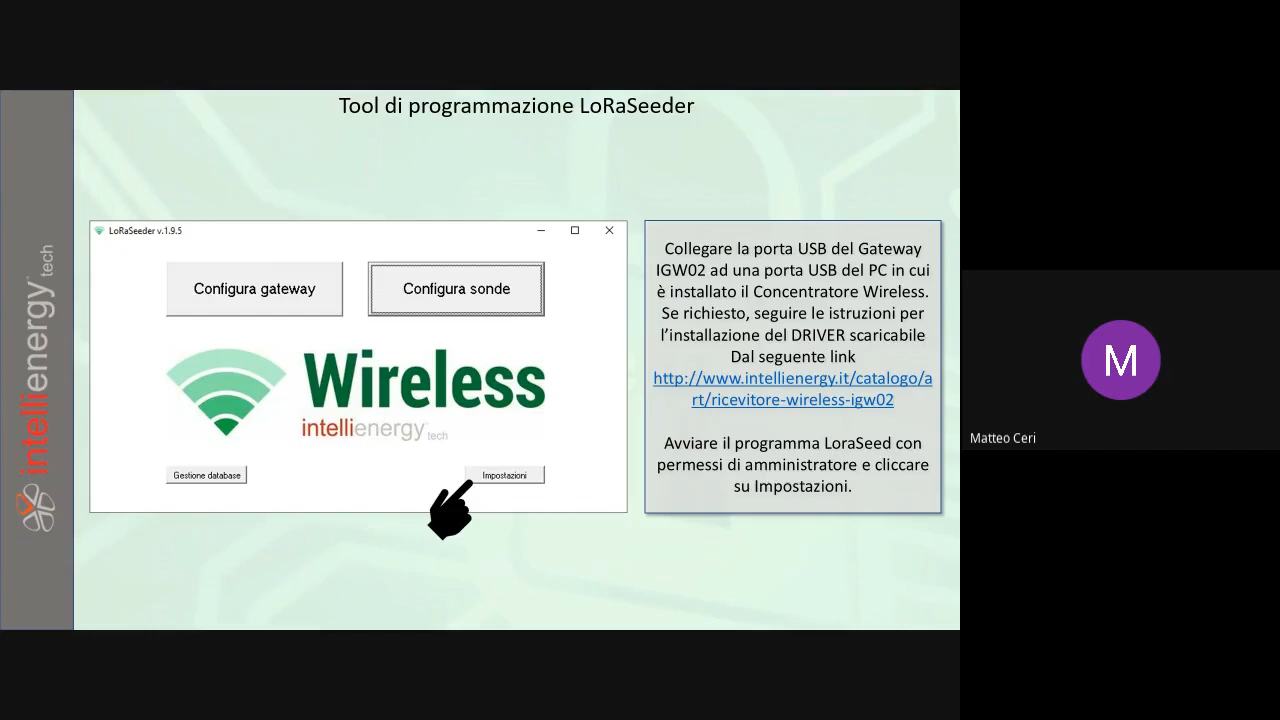 Tool di programmazione LoRaSeeder
intellienergy tech
LoRaSeeder v.1.9.5
Configura gateway
Configura sonde
Wireless
intellienergy tech
Gestione database
Impostazioni
Collegare la porta USB del Gateway
IGW02 ad una porta USB del PC in cui
è installato il Concentratore Wireless.
Se richiesto, seguire le istruzioni per
l’installazione del DRIVER scaricabile
Dal seguente link
http://www.intellienergy.it/catalogo/a
rt/ricevitore-wireless-igw02
Avviare il programma LoraSeed con
permessi di amministratore e cliccare
su Impostazioni.
M
Matteo Ceri